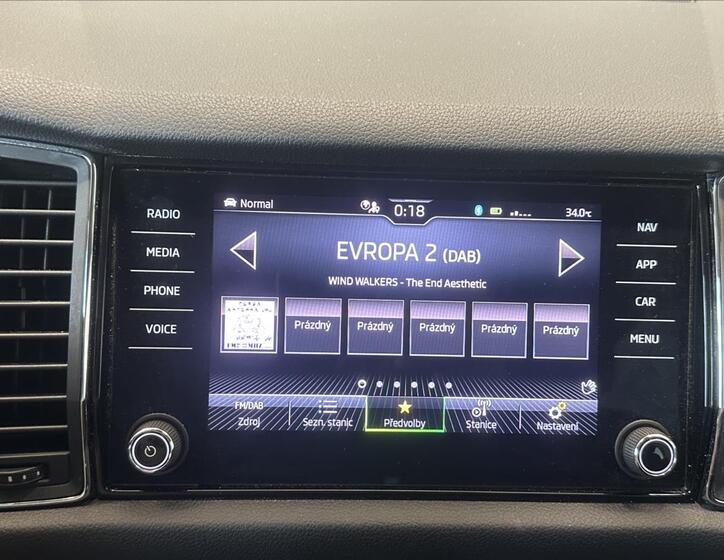 RADIO
MEDIA
PHONE
VOICE
Normal
0:18
34.0°C
EVROPA 2 (DAB)
WIND WALKERS - The End Aesthetic
Prázdný
Prázdný
Prázdný
Prázdný
Prázdný
FM/DAB
Zdroj
Sezn. stanic
Předvolby
Stanice
Nastavení
NAV
APP
CAR
MENU